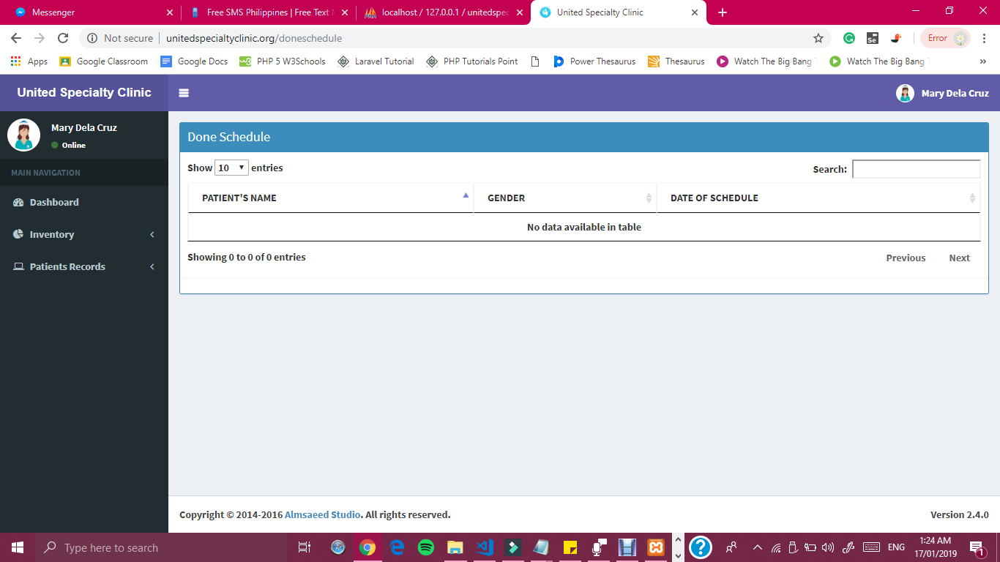 Messenger
Free SMS Philippines | Free Text
localhost / 127.0.0.1 / unitedspec
United Specialty Clinic
Not secure
unitedspecialtyclinic.org/doneschedule
Se
Error
Apps
Google Classroom
Google Docs
PHP 5 W3Schools
Laravel Tutorial
PHP Tutorials Point
Power Thesaurus
Thesaurus
Watch The Big Bang
Watch The Big Bang
United Specialty Clinic
Mary Dela Cruz
Mary Dela Cruz
Online
MAIN NAVIGATION
Dashboard
Inventory
Patients Records
Done Schedule
Show 10 entries
Search:
PATIENT'S NAME
GENDER
DATE OF SCHEDULE
No data available in table
Showing 0 to 0 of 0 entries
Previous
Next
Copyright © 2014-2016 Almsaeed Studio. All rights reserved.
Version 2.4.0
Type here to search
ENG
1:24 AM
17/01/2019
1